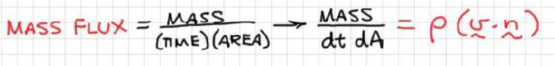 MASS FLUX = MASS / (TIME)(AREA) → MASS / dt dA = ρ (v · n)